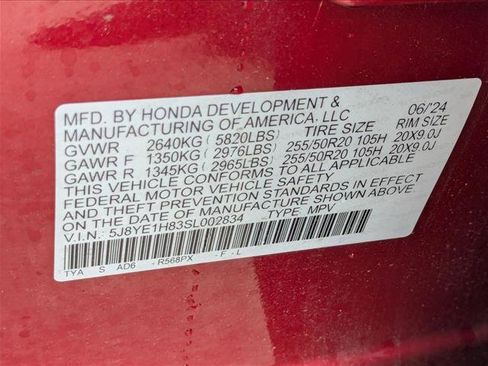 MFD. BY HONDA DEVELOPMENT & 06/'24
MANUFACTURING OF AMERICA, LLC
GVWR 2640KG (5820LBS) TIRE SIZE RIM SIZE
GAWR F 1350KG (2976LBS) 255/50R20 105H 20X9.0J
GAWR R 1345KG (2965LBS) 255/50R20 105H 20X9.0J
THIS VEHICLE CONFORMS TO ALL APPLICABLE
FEDERAL MOTOR VEHICLE SAFETY
AND THEFT PREVENTION STANDARDS IN EFFECT
ON THE DATE OF MANUFACTURE SHOWN ABOVE.
V.I.N.: 5J8YE1H83SL002834 TYPE: MPV
TYA S AD6 - R568PX - F - L